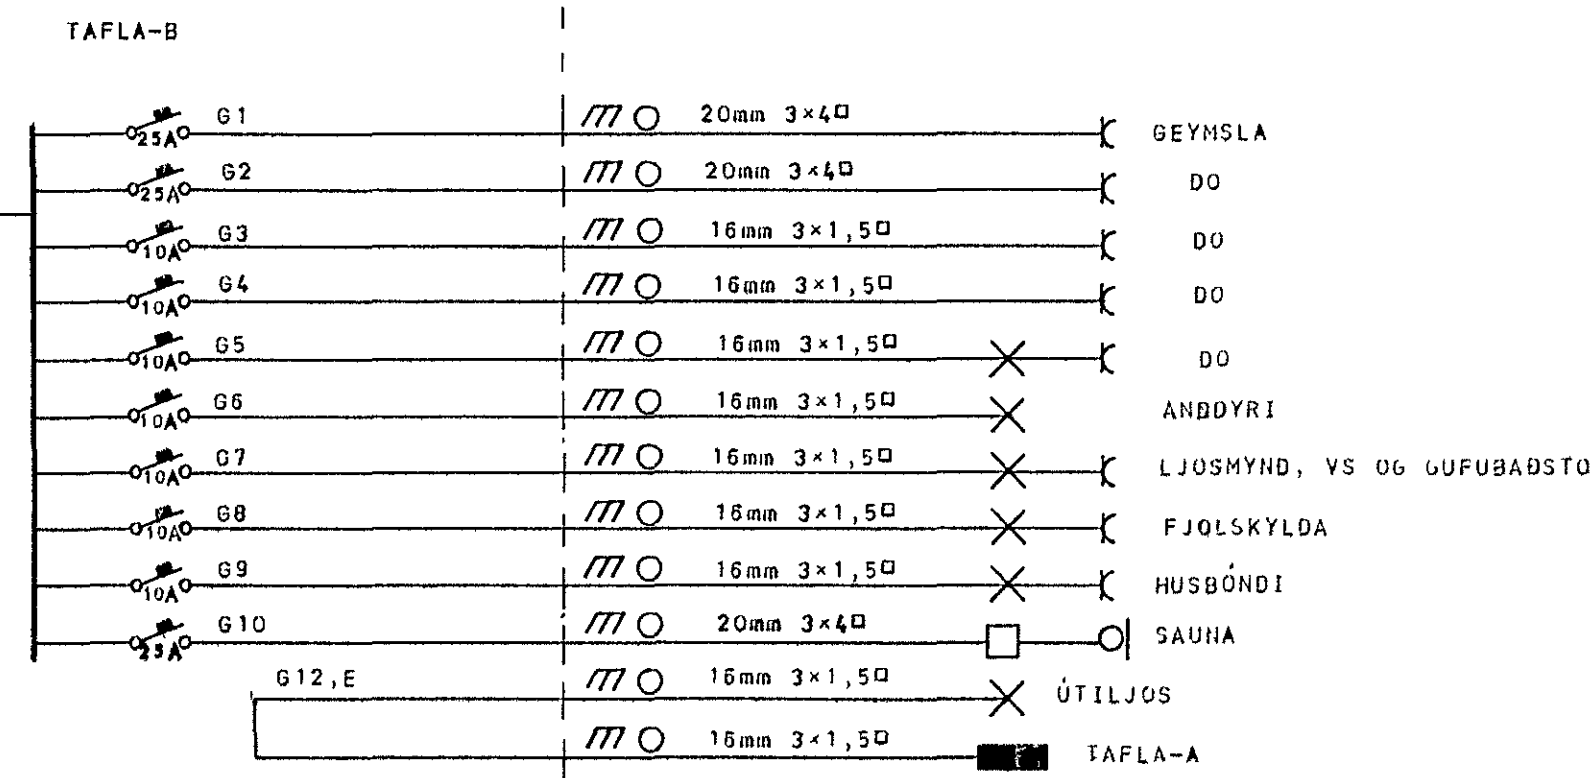 TAFLA-B
G1 25A 20mm 3×4□ GEYMSLA
G2 25A 20mm 3×4□ DO
G3 10A 16mm 3×1,5□ DO
G4 10A 16mm 3×1,5□ DO
G5 10A 16mm 3×1,5□ DO
G6 10A 16mm 3×1,5□ ANDDYRI
G7 10A 16mm 3×1,5□ LJOSMYND, VS OG GUFUBAÐSTO
G8 10A 16mm 3×1,5□ FJOLSKYLDA
G9 10A 16mm 3×1,5□ HUSBÓNDI
G10 25A 20mm 3×4□ SAUNA
G12,E 16mm 3×1,5□ ÚTILJOS
16mm 3×1,5□ TAFLA-A